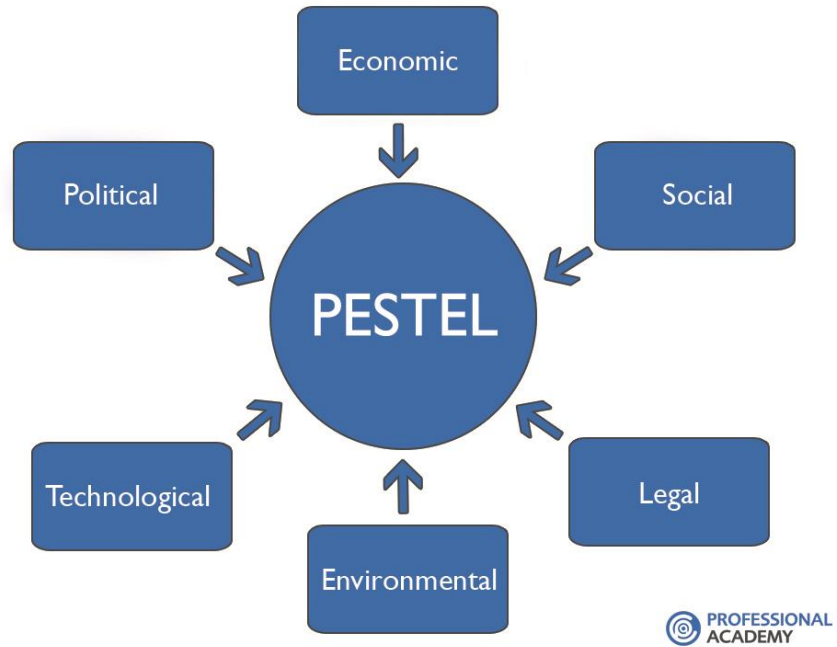 Economic
Political
Social
PESTEL
Technological
Legal
Environmental
PROFESSIONAL
ACADEMY